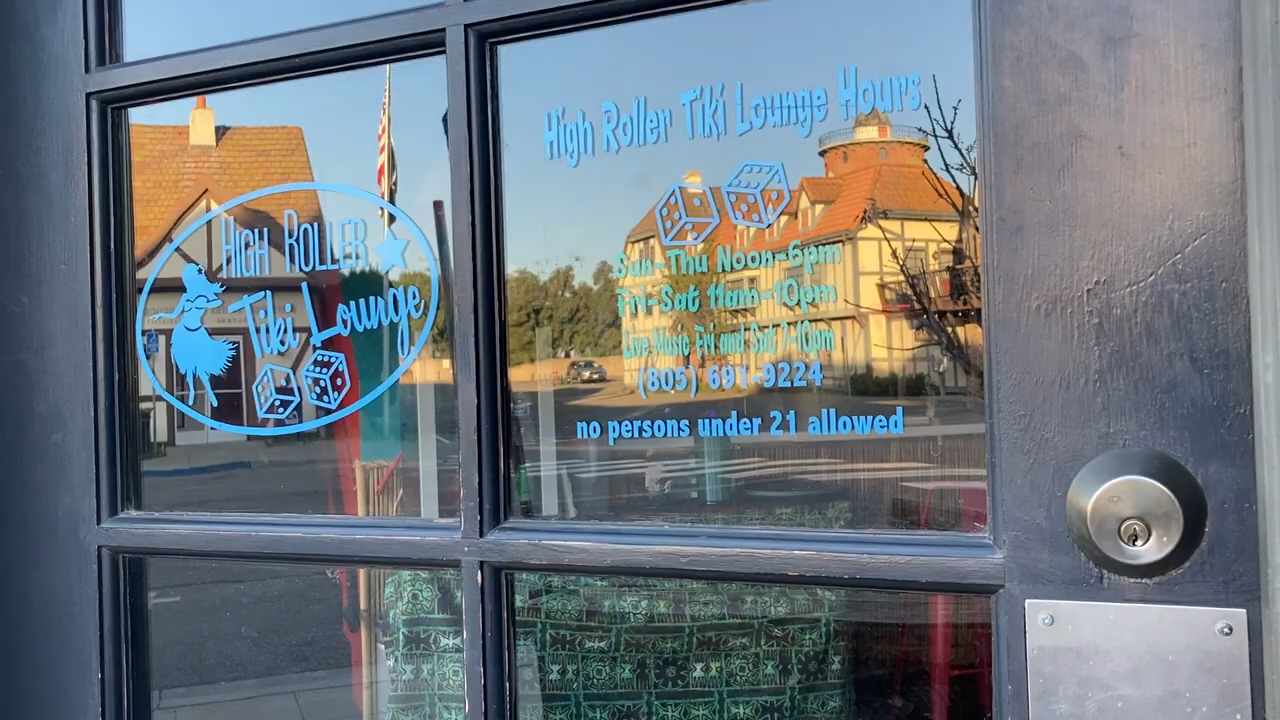 HIGH ROLLER
Tiki Lounge
High Roller Tiki Lounge Hours
Sun-Thu Noon-6pm
Fri-Sat 11am-10pm
Live Music Fri and Sat 7-10pm
(805) 691-9224
no persons under 21 allowed